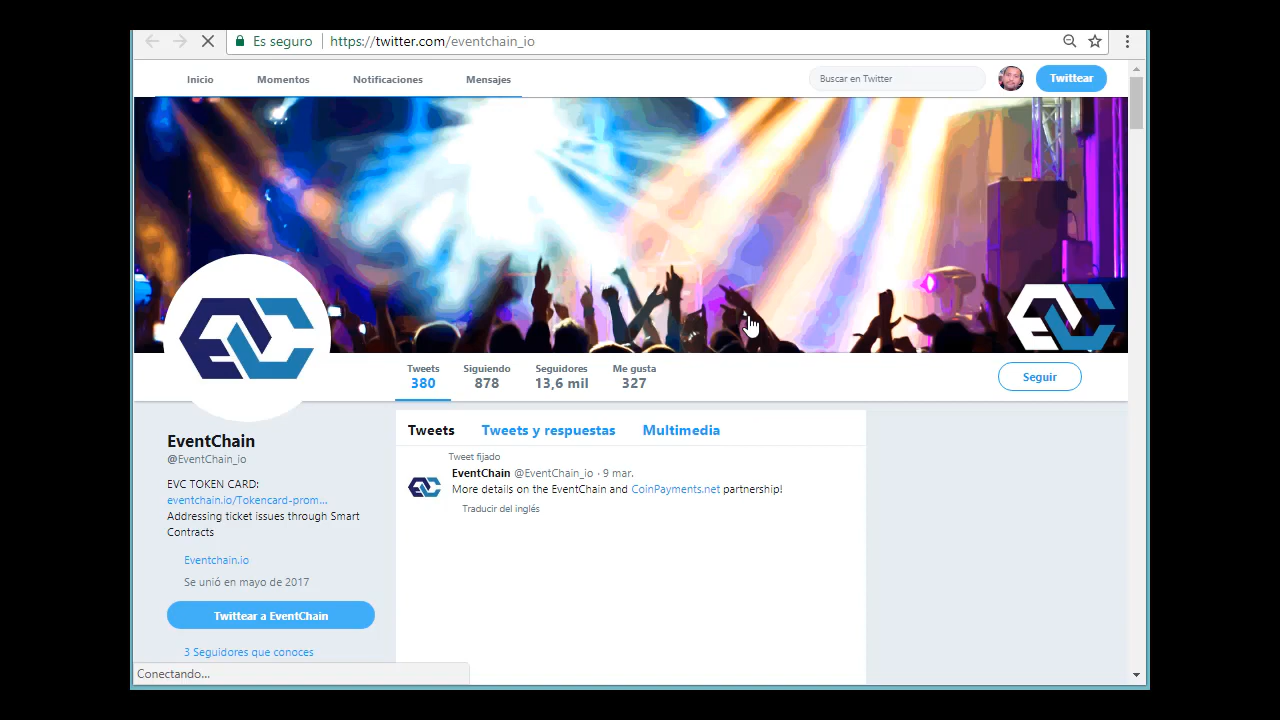 Es seguro https://twitter.com/eventchain_io
Inicio Momentos Notificaciones Mensajes Buscar en Twitter Twittear
Tweets Siguiendo Seguidores Me gusta
380 878 13,6 mil 327
Seguir
EventChain
@EventChain_io
EVC TOKEN CARD:
eventchain.io/Tokencard-prom...
Addressing ticket issues through Smart
Contracts
Eventchain.io
Se unió en mayo de 2017
Twittear a EventChain
3 Seguidores que conoces
Tweets Tweets y respuestas Multimedia
Tweet fijado
EventChain @EventChain_io · 9 mar.
More details on the EventChain and CoinPayments.net partnership!
Traducir del inglés
Conectando...